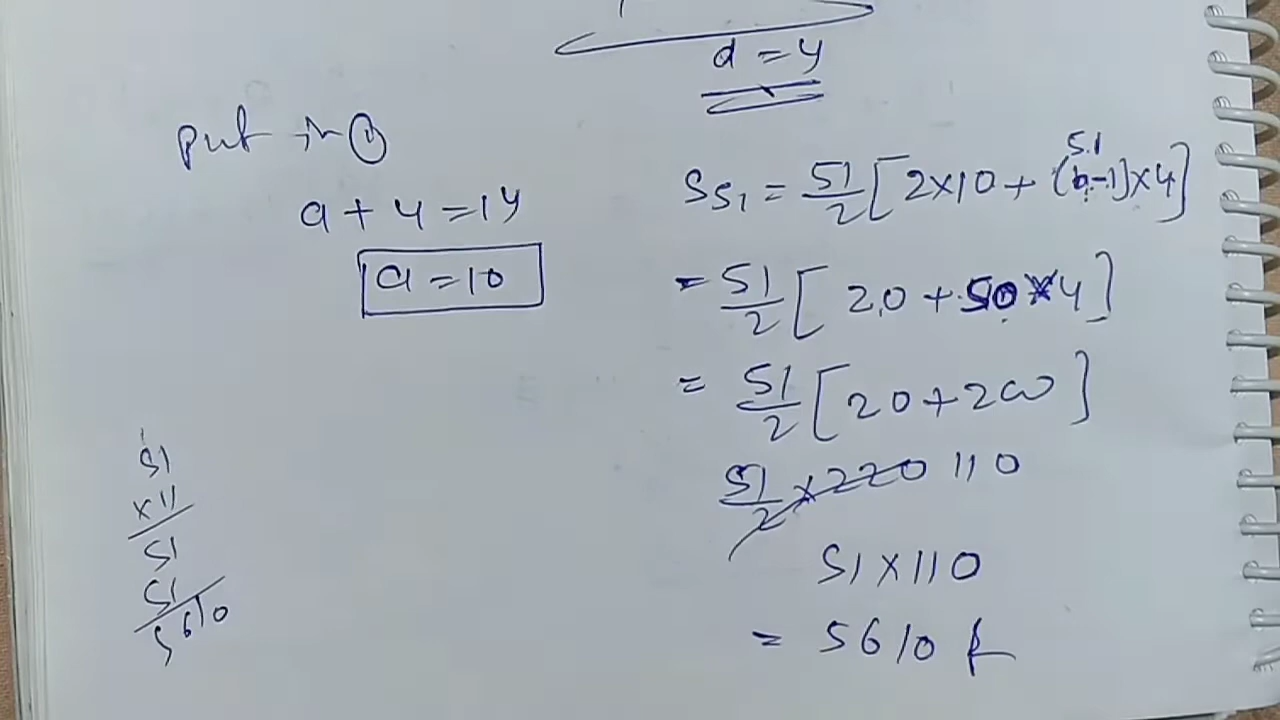 d = 4
put in ①
a + 4 = 14
a = 10
S51 = 51/2 [2×10 + (51-1)×4]
= 51/2 [20 + 50×4]
= 51/2 [20 + 200]
51/2 × 220 110
51 × 110
= 5610
51
×11
51
51
5610